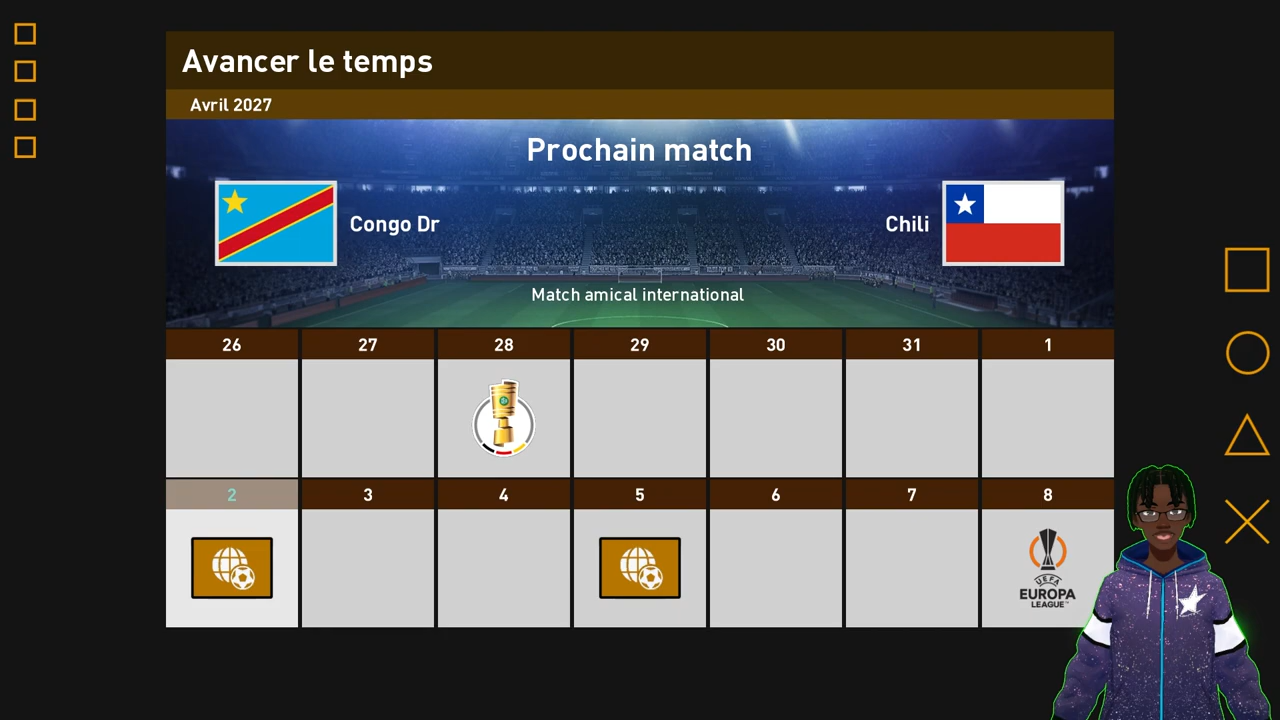 Avancer le temps
Avril 2027
Prochain match
Congo Dr
Chili
Match amical international
26 27 28 29 30 31 1
2 3 4 5 6 7 8
UEFA
EUROPA
LEAGUE